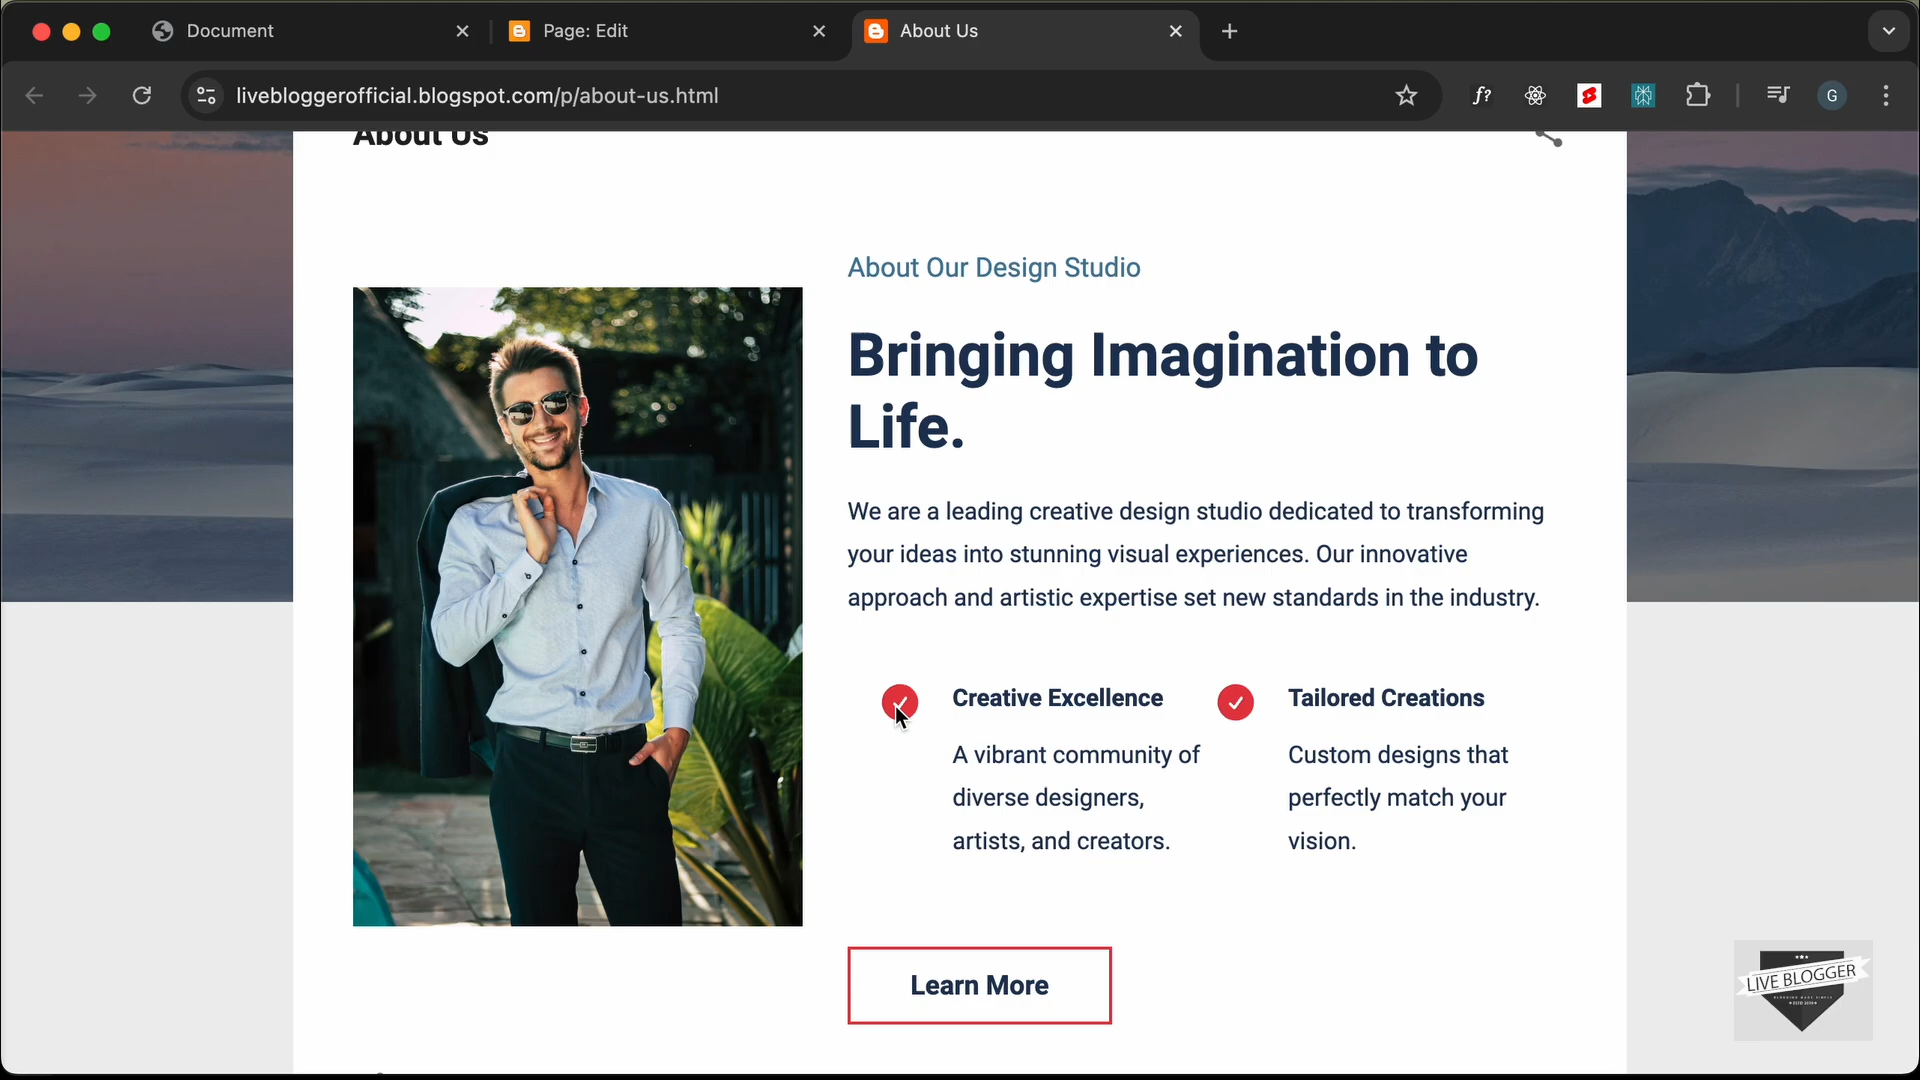 Document
Page: Edit
About Us
livebloggerofficial.blogspot.com/p/about-us.html
f?
G
About Us
About Our Design Studio
Bringing Imagination to
Life.
We are a leading creative design studio dedicated to transforming
your ideas into stunning visual experiences. Our innovative
approach and artistic expertise set new standards in the industry.
Creative Excellence
A vibrant community of
diverse designers,
artists, and creators.
Tailored Creations
Custom designs that
perfectly match your
vision.
Learn More
LIVE BLOGGER